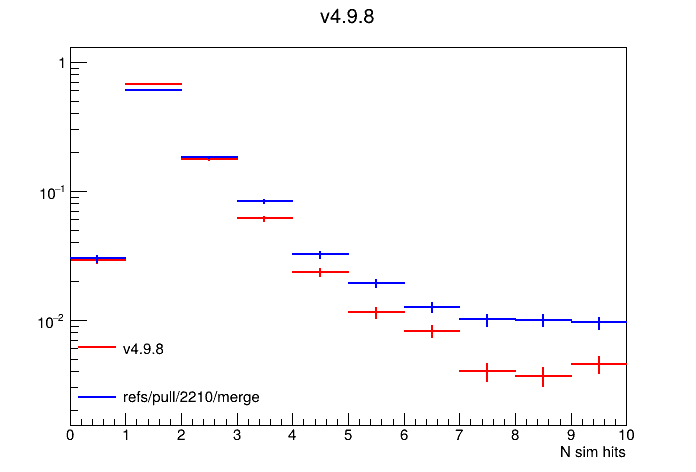 v4.9.8
1
10⁻¹
10⁻²
v4.9.8
refs/pull/2210/merge
0 1 2 3 4 5 6 7 8 9 10
N sim hits